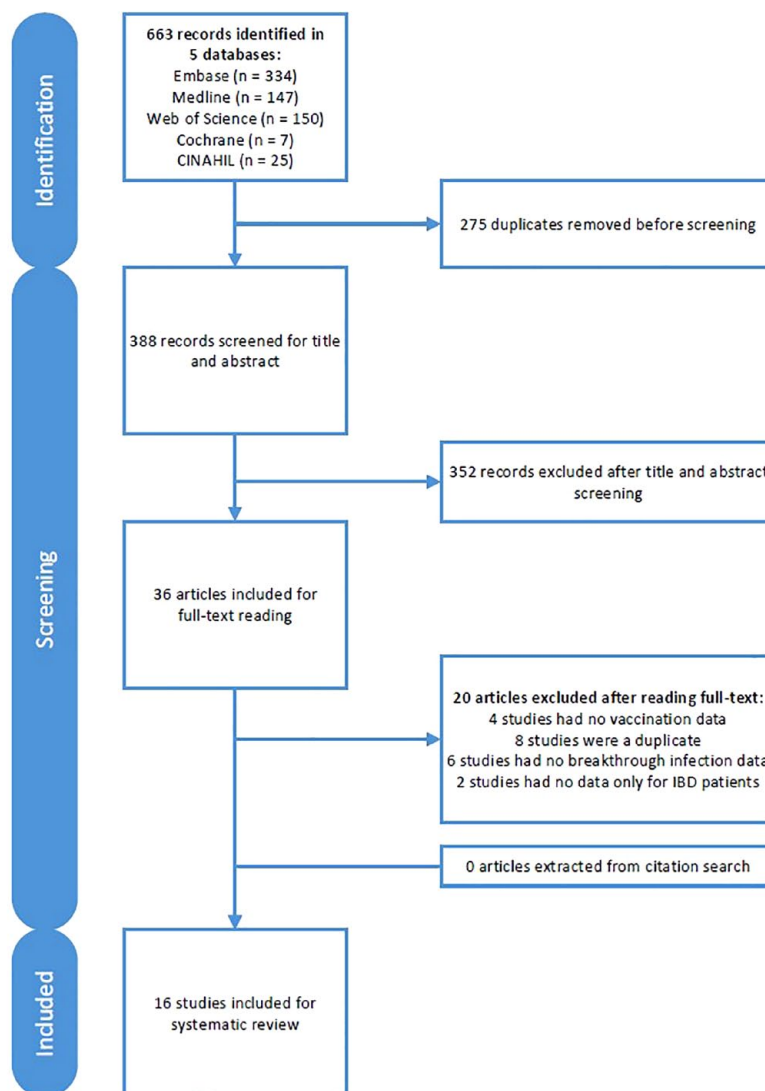 Identification
663 records identified in
5 databases:
Embase (n = 334)
Medline (n = 147)
Web of Science (n = 150)
Cochrane (n = 7)
CINAHIL (n = 25)
275 duplicates removed before screening
Screening
388 records screened for title
and abstract
352 records excluded after title and abstract
screening
36 articles included for
full-text reading
20 articles excluded after reading full-text:
4 studies had no vaccination data
8 studies were a duplicate
6 studies had no breakthrough infection data
2 studies had no data only for IBD patients
0 articles extracted from citation search
Included
16 studies included for
systematic review